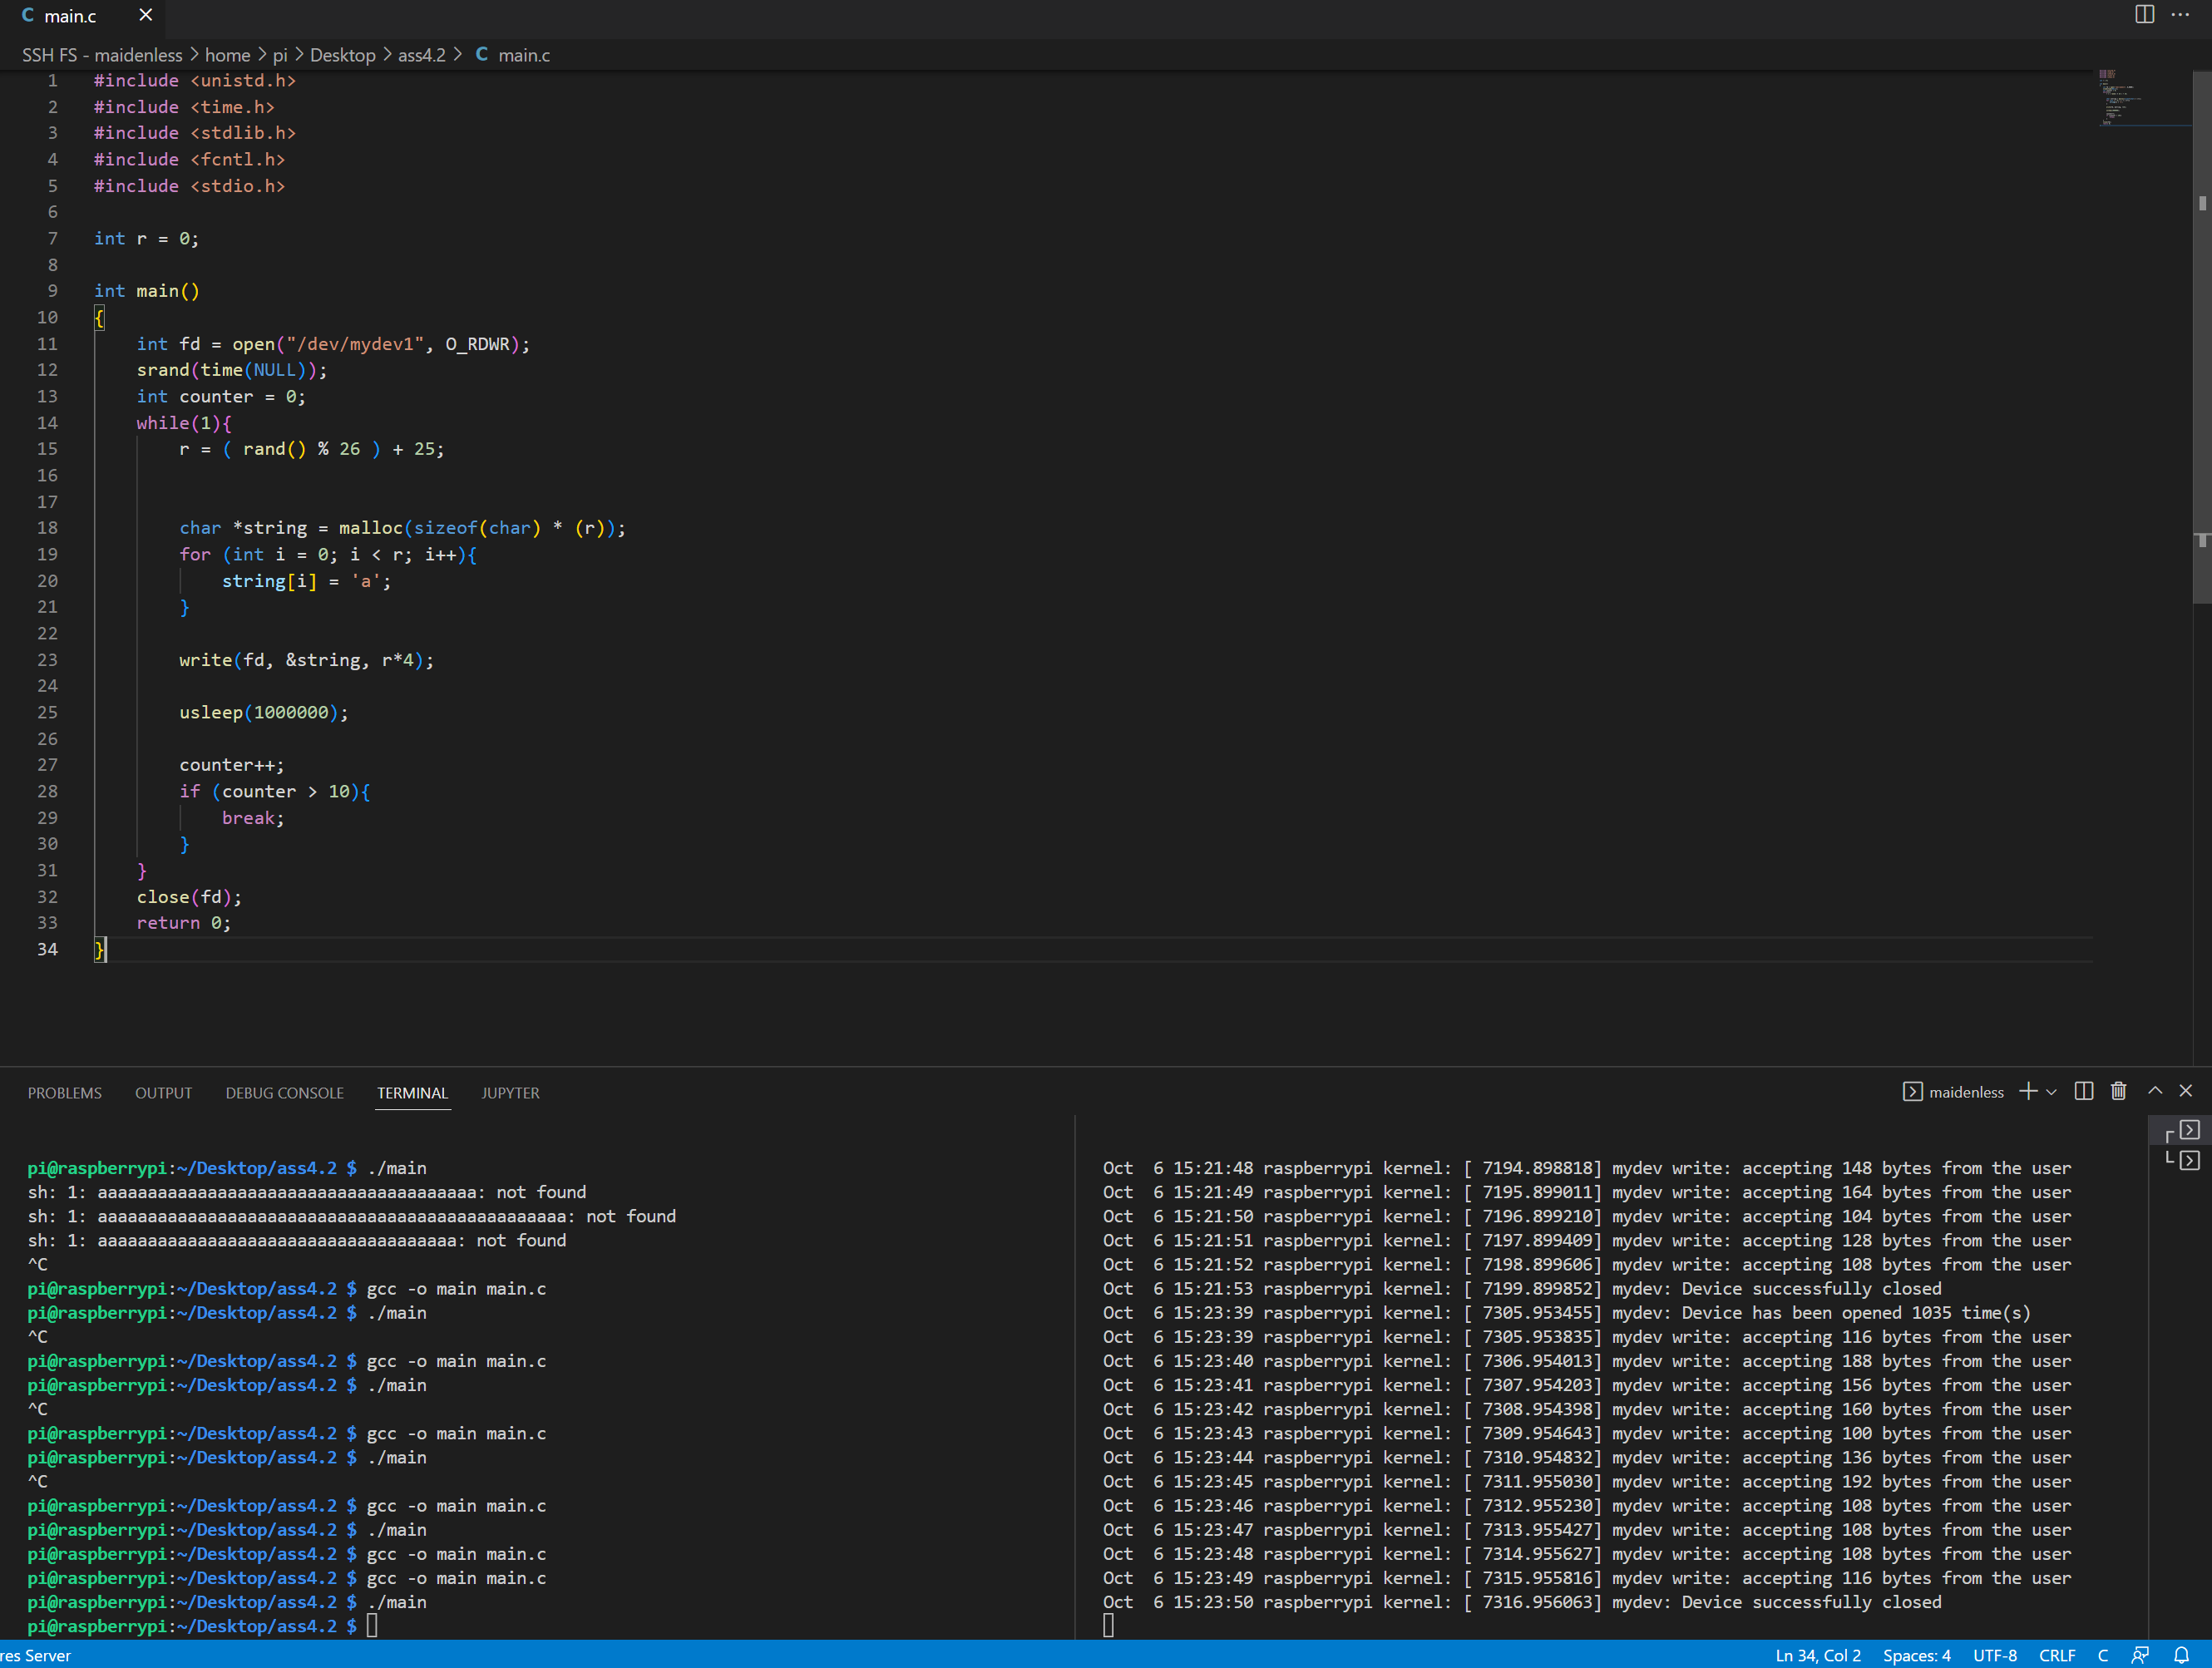 C main.c
SSH FS - maidenless > home > pi > Desktop > ass4.2 > C main.c
1 #include <unistd.h>
2 #include <time.h>
3 #include <stdlib.h>
4 #include <fcntl.h>
5 #include <stdio.h>
6
7 int r = 0;
8
9 int main()
10 {
11     int fd = open("/dev/mydev1", O_RDWR);
12     srand(time(NULL));
13     int counter = 0;
14     while(1){
15         r = ( rand() % 26 ) + 25;
16
17
18         char *string = malloc(sizeof(char) * (r));
19         for (int i = 0; i < r; i++){
20             string[i] = 'a';
21         }
22
23         write(fd, &string, r*4);
24
25         usleep(1000000);
26
27         counter++;
28         if (counter > 10){
29             break;
30         }
31     }
32     close(fd);
33     return 0;
34 }
PROBLEMS OUTPUT DEBUG CONSOLE TERMINAL JUPYTER maidenless
pi@raspberrypi:~/Desktop/ass4.2 $ ./main
sh: 1: aaaaaaaaaaaaaaaaaaaaaaaaaaaaaaaaaaaaaa: not found
sh: 1: aaaaaaaaaaaaaaaaaaaaaaaaaaaaaaaaaaaaaaaaaaaaaaa: not found
sh: 1: aaaaaaaaaaaaaaaaaaaaaaaaaaaaaaaaaaaa: not found
^C
pi@raspberrypi:~/Desktop/ass4.2 $ gcc -o main main.c
pi@raspberrypi:~/Desktop/ass4.2 $ ./main
^C
pi@raspberrypi:~/Desktop/ass4.2 $ gcc -o main main.c
pi@raspberrypi:~/Desktop/ass4.2 $ ./main
^C
pi@raspberrypi:~/Desktop/ass4.2 $ gcc -o main main.c
pi@raspberrypi:~/Desktop/ass4.2 $ ./main
^C
pi@raspberrypi:~/Desktop/ass4.2 $ gcc -o main main.c
pi@raspberrypi:~/Desktop/ass4.2 $ ./main
pi@raspberrypi:~/Desktop/ass4.2 $ gcc -o main main.c
pi@raspberrypi:~/Desktop/ass4.2 $ gcc -o main main.c
pi@raspberrypi:~/Desktop/ass4.2 $ ./main
pi@raspberrypi:~/Desktop/ass4.2 $
Oct  6 15:21:48 raspberrypi kernel: [ 7194.898818] mydev write: accepting 148 bytes from the user
Oct  6 15:21:49 raspberrypi kernel: [ 7195.899011] mydev write: accepting 164 bytes from the user
Oct  6 15:21:50 raspberrypi kernel: [ 7196.899210] mydev write: accepting 104 bytes from the user
Oct  6 15:21:51 raspberrypi kernel: [ 7197.899409] mydev write: accepting 128 bytes from the user
Oct  6 15:21:52 raspberrypi kernel: [ 7198.899606] mydev write: accepting 108 bytes from the user
Oct  6 15:21:53 raspberrypi kernel: [ 7199.899852] mydev: Device successfully closed
Oct  6 15:23:39 raspberrypi kernel: [ 7305.953455] mydev: Device has been opened 1035 time(s)
Oct  6 15:23:39 raspberrypi kernel: [ 7305.953835] mydev write: accepting 116 bytes from the user
Oct  6 15:23:40 raspberrypi kernel: [ 7306.954013] mydev write: accepting 188 bytes from the user
Oct  6 15:23:41 raspberrypi kernel: [ 7307.954203] mydev write: accepting 156 bytes from the user
Oct  6 15:23:42 raspberrypi kernel: [ 7308.954398] mydev write: accepting 160 bytes from the user
Oct  6 15:23:43 raspberrypi kernel: [ 7309.954643] mydev write: accepting 100 bytes from the user
Oct  6 15:23:44 raspberrypi kernel: [ 7310.954832] mydev write: accepting 136 bytes from the user
Oct  6 15:23:45 raspberrypi kernel: [ 7311.955030] mydev write: accepting 192 bytes from the user
Oct  6 15:23:46 raspberrypi kernel: [ 7312.955230] mydev write: accepting 108 bytes from the user
Oct  6 15:23:47 raspberrypi kernel: [ 7313.955427] mydev write: accepting 108 bytes from the user
Oct  6 15:23:48 raspberrypi kernel: [ 7314.955627] mydev write: accepting 108 bytes from the user
Oct  6 15:23:49 raspberrypi kernel: [ 7315.955816] mydev write: accepting 116 bytes from the user
Oct  6 15:23:50 raspberrypi kernel: [ 7316.956063] mydev: Device successfully closed
res Server Ln 34, Col 2 Spaces: 4 UTF-8 CRLF C